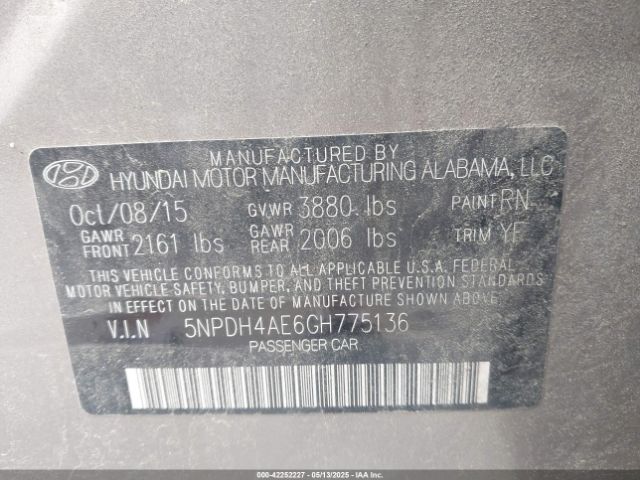 MANUFACTURED BY
HYUNDAI MOTOR MANUFACTURING ALABAMA, LLC
Oct/08/15 GVWR 3880 lbs PAINT RN
GAWR FRONT 2161 lbs GAWR REAR 2006 lbs TRIM YF
THIS VEHICLE CONFORMS TO ALL APPLICABLE U.S.A. FEDERAL
MOTOR VEHICLE SAFETY, BUMPER, AND THEFT PREVENTION STANDARDS
IN EFFECT ON THE DATE OF MANUFACTURE SHOWN ABOVE.
V.I.N 5NPDH4AE6GH775136
PASSENGER CAR
000-42252227 - 05/13/2025 - IAAI.COM